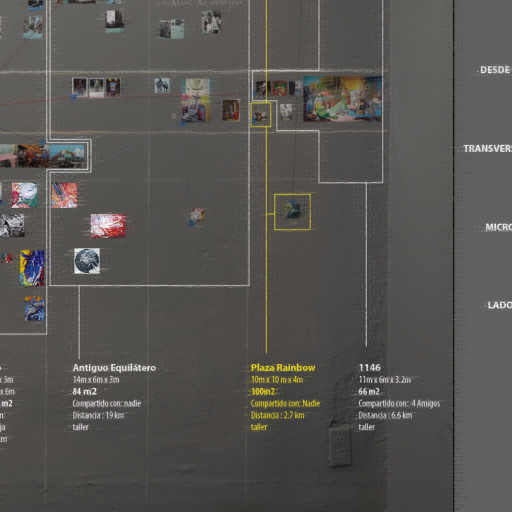 DESDE
TRANSVERS
MICRO
LADO
x 3m
x 6m
m2
n:
ja
km
Antiguo Equilátero
14m x 6m x 3m
84 m2
Compartido con: nadie
Distancia : 19 km
taller
Plaza Rainbow
10m x 10 m x 4m
100m2
Compartido con: Nadie
Distancia : 2.7 km
taller
1146
11m x 6m x 3.2m
66 m2
Compartido con: 4 Amigos
Distancia : 6.6 km
taller